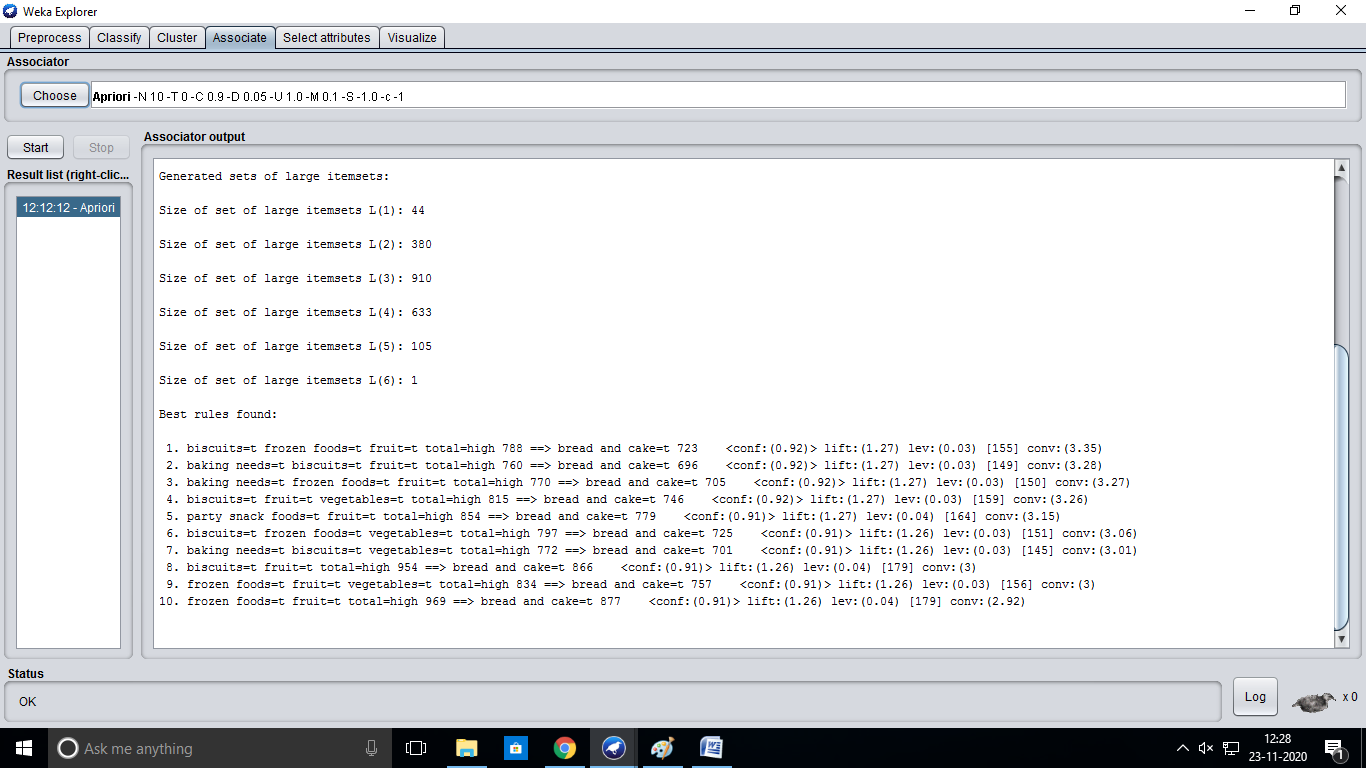 Weka Explorer
Preprocess Classify Cluster Associate Select attributes Visualize
Associator
Choose Apriori -N 10 -T 0 -C 0.9 -D 0.05 -U 1.0 -M 0.1 -S -1.0 -c -1
Start Stop
Result list (right-clic...
12:12:12 - Apriori
Associator output
Generated sets of large itemsets:
Size of set of large itemsets L(1): 44
Size of set of large itemsets L(2): 380
Size of set of large itemsets L(3): 910
Size of set of large itemsets L(4): 633
Size of set of large itemsets L(5): 105
Size of set of large itemsets L(6): 1
Best rules found:
1. biscuits=t frozen foods=t fruit=t total=high 788 ==> bread and cake=t 723 <conf:(0.92)> lift:(1.27) lev:(0.03) [155] conv:(3.35)
2. baking needs=t biscuits=t fruit=t total=high 760 ==> bread and cake=t 696 <conf:(0.92)> lift:(1.27) lev:(0.03) [149] conv:(3.28)
3. baking needs=t frozen foods=t fruit=t total=high 770 ==> bread and cake=t 705 <conf:(0.92)> lift:(1.27) lev:(0.03) [150] conv:(3.27)
4. biscuits=t fruit=t vegetables=t total=high 815 ==> bread and cake=t 746 <conf:(0.92)> lift:(1.27) lev:(0.03) [159] conv:(3.26)
5. party snack foods=t fruit=t total=high 854 ==> bread and cake=t 779 <conf:(0.91)> lift:(1.27) lev:(0.04) [164] conv:(3.15)
6. biscuits=t frozen foods=t vegetables=t total=high 797 ==> bread and cake=t 725 <conf:(0.91)> lift:(1.26) lev:(0.03) [151] conv:(3.06)
7. baking needs=t biscuits=t vegetables=t total=high 772 ==> bread and cake=t 701 <conf:(0.91)> lift:(1.26) lev:(0.03) [145] conv:(3.01)
8. biscuits=t fruit=t total=high 954 ==> bread and cake=t 866 <conf:(0.91)> lift:(1.26) lev:(0.04) [179] conv:(3)
9. frozen foods=t fruit=t vegetables=t total=high 834 ==> bread and cake=t 757 <conf:(0.91)> lift:(1.26) lev:(0.03) [156] conv:(3)
10. frozen foods=t fruit=t total=high 969 ==> bread and cake=t 877 <conf:(0.91)> lift:(1.26) lev:(0.04) [179] conv:(2.92)
Status
OK
Log x 0
Ask me anything
12:28
23-11-2020
1